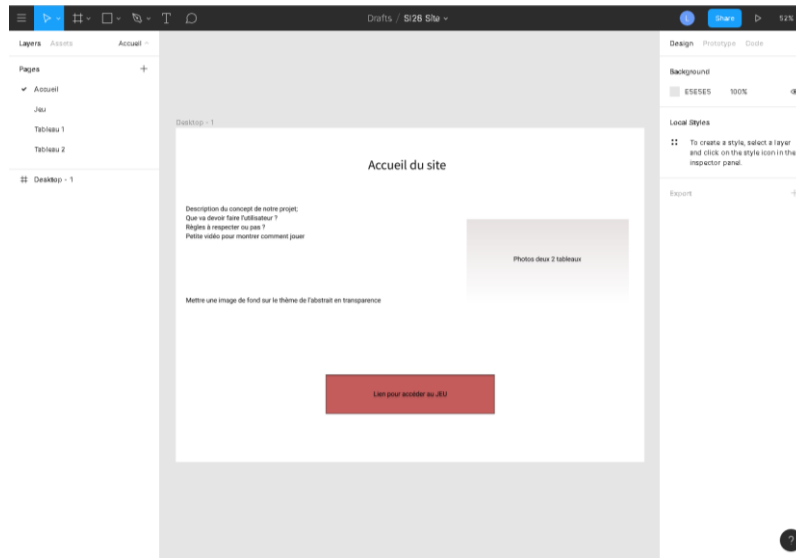 Drafts / SI26 Site
L
Share
52%
Layers Assets Accueil
Design Prototype Code
Pages
Accueil
Jeu
Tableau 1
Tableau 2
Desktop - 1
Desktop - 1
Accueil du site
Description du concept de notre projet;
Que va devoir faire l'utilisateur ?
Règles à respecter ou pas ?
Petite vidéo pour montrer comment jouer
Photos deux 2 tableaux
Mettre une image de fond sur le thème de l'abstrait en transparence
Lien pour accéder au JEU
Background
E5E5E5 100%
Local Styles
To create a style, select a layer
and click on the style icon in the
inspector panel.
Export
?